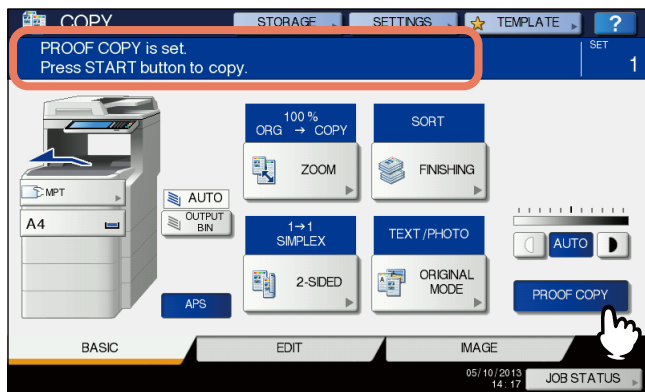 COPY
STORAGE
SETTINGS
TEMPLATE
?
PROOF COPY is set.
Press START button to copy.
SET
1
100 %
ORG → COPY
ZOOM
SORT
FINISHING
MPT
A4
AUTO
OUTPUT
BIN
APS
1→1
SIMPLEX
2-SIDED
TEXT/PHOTO
ORIGINAL
MODE
AUTO
PROOF COPY
BASIC
EDIT
IMAGE
05/10/2013
14:17
JOB STATUS